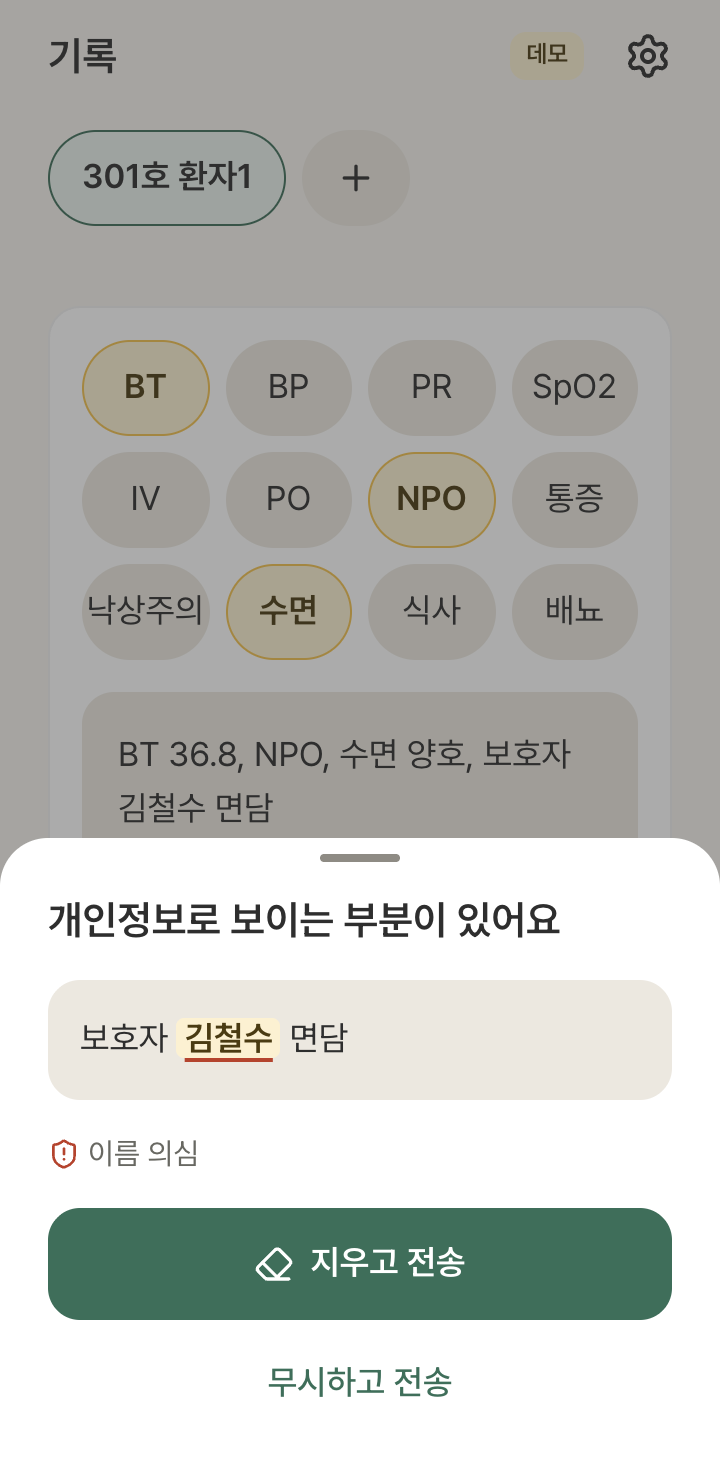 기록
데모
301호 환자1
+
BT
BP
PR
SpO2
IV
PO
NPO
통증
낙상주의
수면
식사
배뇨
BT 36.8, NPO, 수면 양호, 보호자
김철수 면담
개인정보로 보이는 부분이 있어요
보호자 김철수 면담
이름 의심
지우고 전송
무시하고 전송